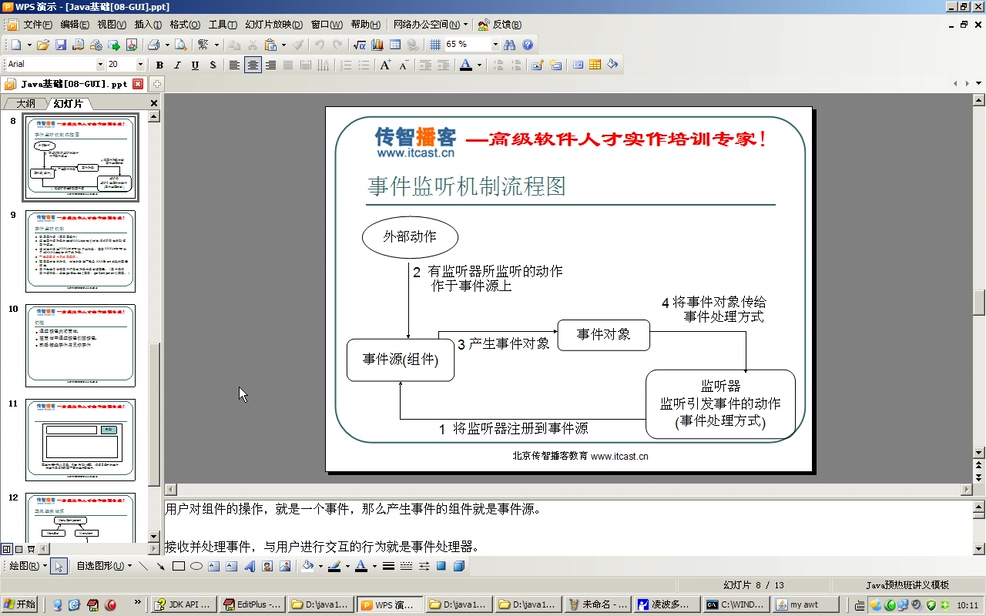 WPS 演示 - [Java基础[08-GUI].ppt]
文件(F) 编辑(E) 视图(V) 插入(I) 格式(O) 工具(T) 幻灯片放映(D) 窗口(W) 帮助(H) 网络办公空间(N) 反馈(B)
65 %
Arial 20 B I U S A A A
Java基础[08-GUI].ppt
大纲 幻灯片
8
9
10
11
12
传智播客 —高级软件人才实作培训专家!
www.itcast.cn
事件监听机制流程图
外部动作
2 有监听器所监听的动作
作于事件源上
4 将事件对象传给
事件处理方式
事件对象
3 产生事件对象
事件源(组件)
监听器
监听引发事件的动作
(事件处理方式)
1 将监听器注册到事件源
北京传智播客教育 www.itcast.cn
用户对组件的操作，就是一个事件，那么产生事件的组件就是事件源。
接收并处理事件，与用户进行交互的行为就是事件处理器。
绘图(R) 自选图形(U)
幻灯片 8 / 13 Java预热班讲义模板
开始 JDK API ... EditPlus -... D:\java1... WPS 演示... D:\java1... D:\java1... 未命名 -... 凌波多... C:\WIND... my awt 10:11